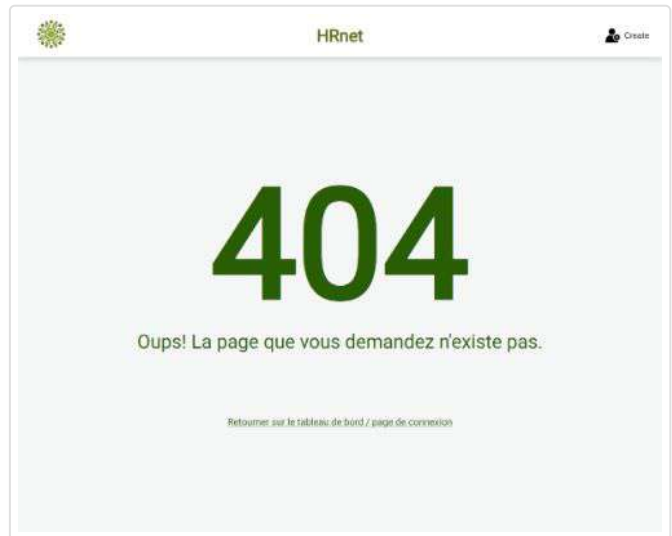 HRnet
Create
404
Oups! La page que vous demandez n'existe pas.
Retourner sur le tableau de bord / page de connexion